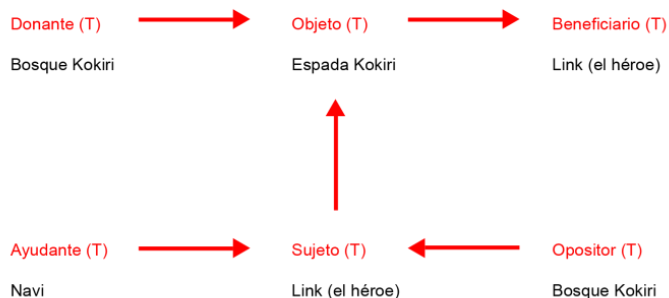 Donante (T) Objeto (T) Beneficiario (T)
Bosque Kokiri Espada Kokiri Link (el héroe)
Ayudante (T) Sujeto (T) Opositor (T)
Navi Link (el héroe) Bosque Kokiri